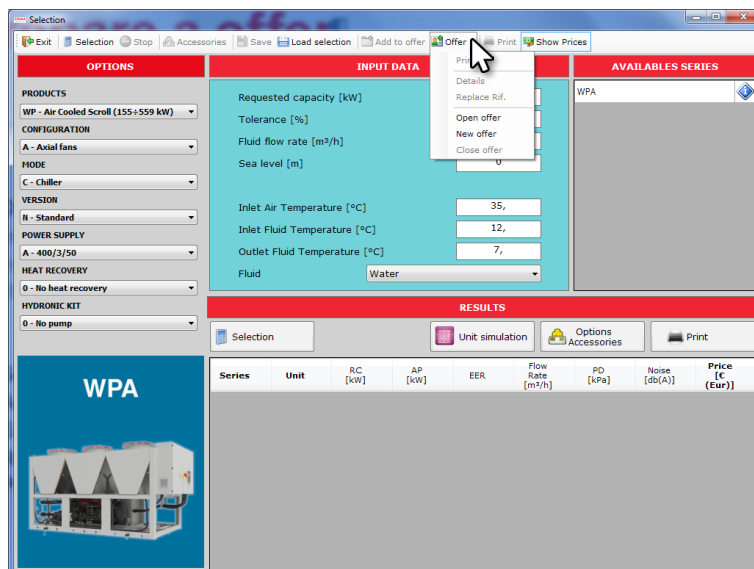 Selection
Exit Selection Stop Accessories Save Load selection Add to offer Offer Print Show Prices
OPTIONS
INPUT DATA
AVAILABLES SERIES
Details
Replace Rif.
Open offer
New offer
Close offer
PRODUCTS
WP - Air Cooled Scroll (155÷559 kW)
CONFIGURATION
A - Axial fans
MODE
C - Chiller
VERSION
N - Standard
POWER SUPPLY
A - 400/3/50
HEAT RECOVERY
0 - No heat recovery
HYDRONIC KIT
0 - No pump
Requested capacity [kW]
Tolerance [%]
Fluid flow rate [m³/h]
Sea level [m] 0
Inlet Air Temperature [°C] 35,
Inlet Fluid Temperature [°C] 12,
Outlet Fluid Temperature [°C] 7,
Fluid Water
WPA
RESULTS
Selection Unit simulation Options Accessories Print
Series Unit RC [kW] AP [kW] EER Flow Rate [m³/h] PD [kPa] Noise [db(A)] Price [€ (Eur)]
WPA